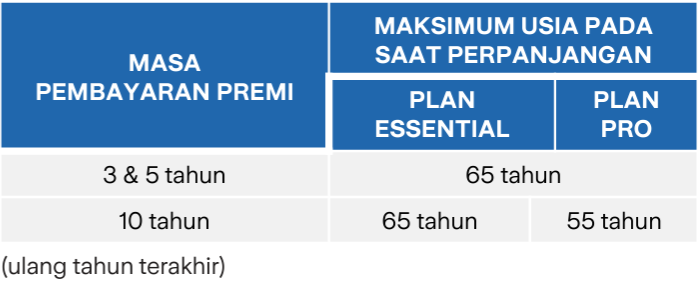 MASA
PEMBAYARAN PREMI
MAKSIMUM USIA PADA
SAAT PERPANJANGAN
PLAN
ESSENTIAL
PLAN
PRO
3 & 5 tahun
65 tahun
10 tahun
65 tahun
55 tahun
(ulang tahun terakhir)